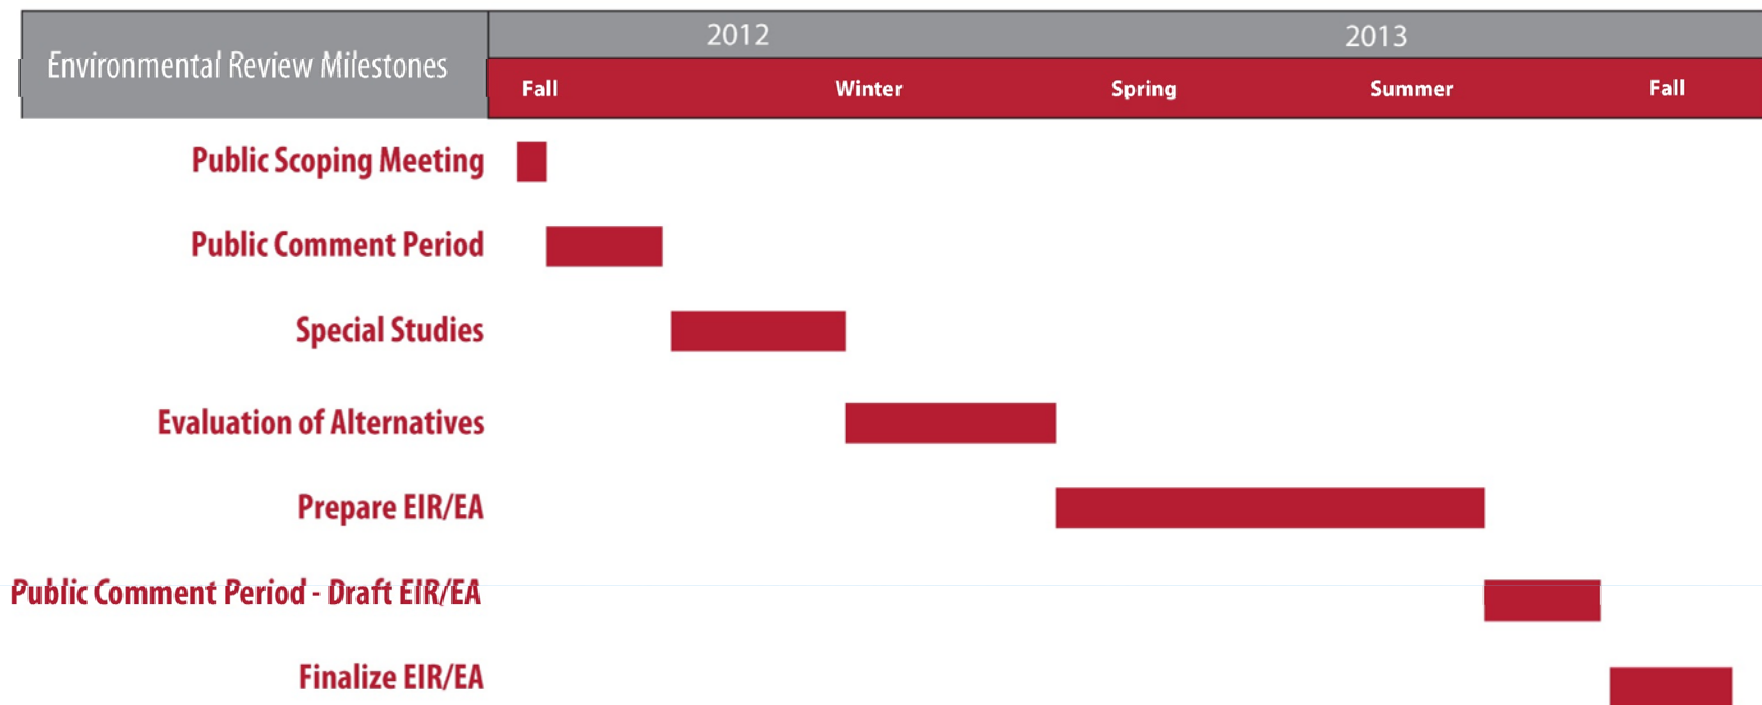 2012 2013
Environmental Review Milestones
Fall Winter Spring Summer Fall
Public Scoping Meeting
Public Comment Period
Special Studies
Evaluation of Alternatives
Prepare EIR/EA
Public Comment Period - Draft EIR/EA
Finalize EIR/EA